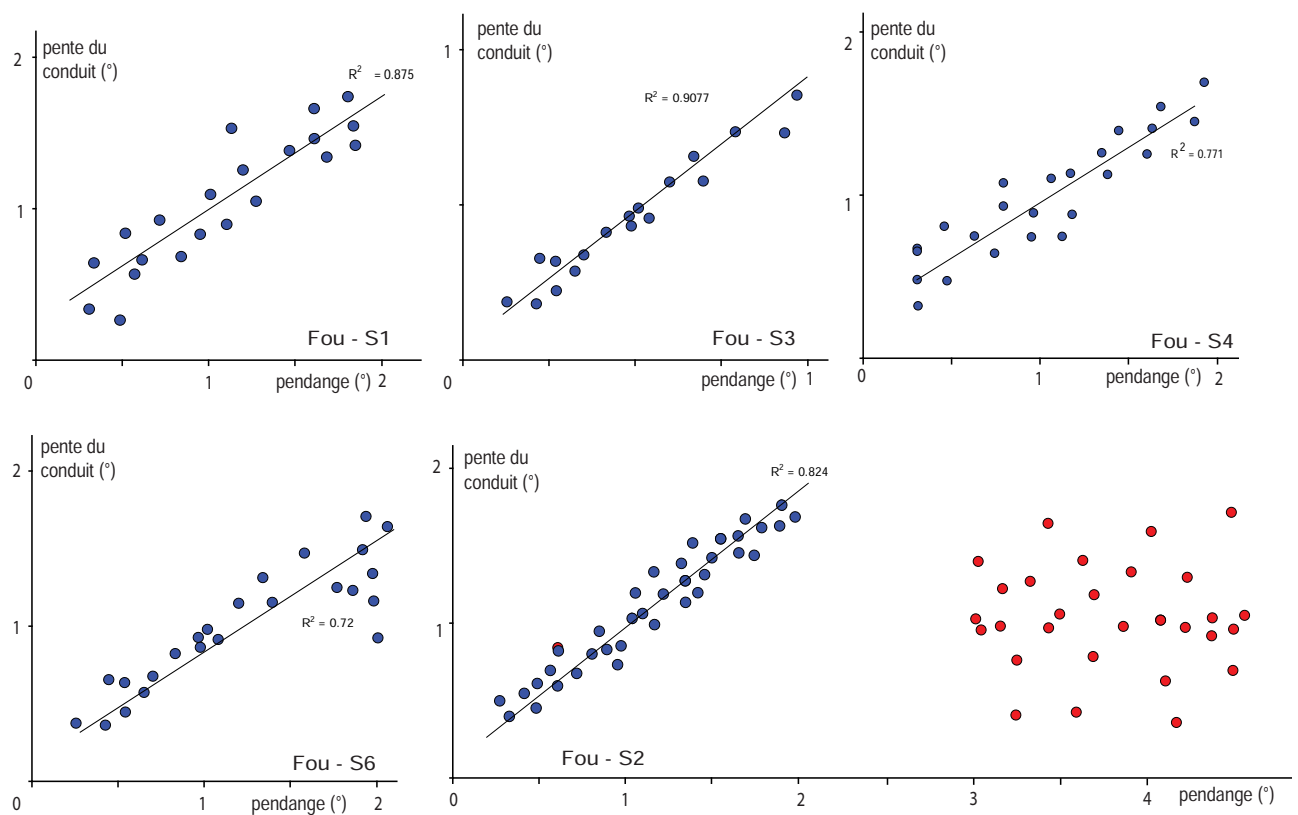 pente du
conduit (°)
2
1
R² = 0.875
Fou - S1
0
1
pendange (°) 2
pente du
conduit (°)
1
R² = 0.9077
Fou - S3
0
pendange (°) 1
pente du
conduit (°)
2
1
R² = 0.771
Fou - S4
0
1
pendange (°) 2
pente du
conduit (°)
2
1
R² = 0.72
Fou - S6
0
1
pendange (°) 2
pente du
conduit (°)
2
1
0
R² = 0.824
Fou - S2
0
1
2
3
4
pendange (°)